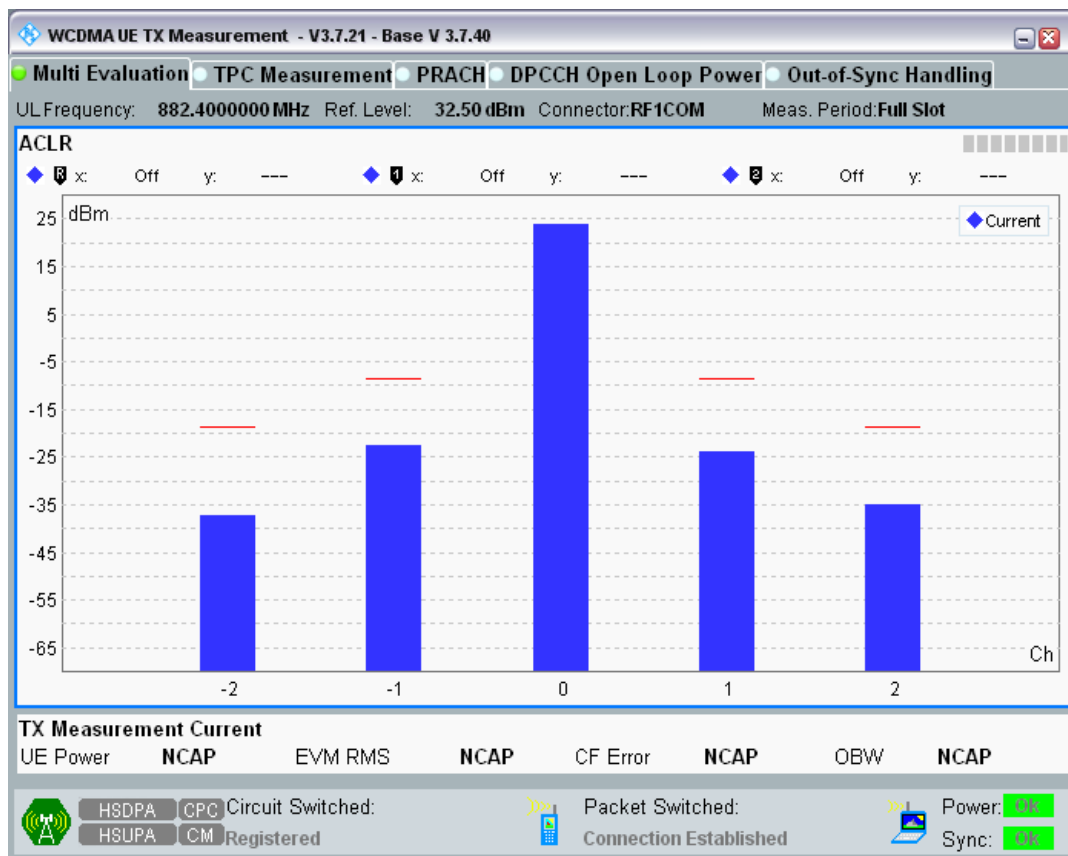 WCDMA UE TX Measurement - V3.7.21 - Base V 3.7.40
Multi Evaluation TPC Measurement PRACH DPCCH Open Loop Power Out-of-Sync Handling
UL Frequency: 882.4000000 MHz Ref. Level: 32.50 dBm Connector:RF1COM Meas. Period:Full Slot
ACLR
R x: Off y: --- 1 x: Off y: --- 2 x: Off y: ---
dBm
Current
25
15
5
-5
-15
-25
-35
-45
-55
-65
Ch
-2 -1 0 1 2
TX Measurement Current
UE Power NCAP EVM RMS NCAP CF Error NCAP OBW NCAP
HSDPA CPC Circuit Switched: Packet Switched: Power: Ok
HSUPA CM Registered Connection Established Sync: Ok